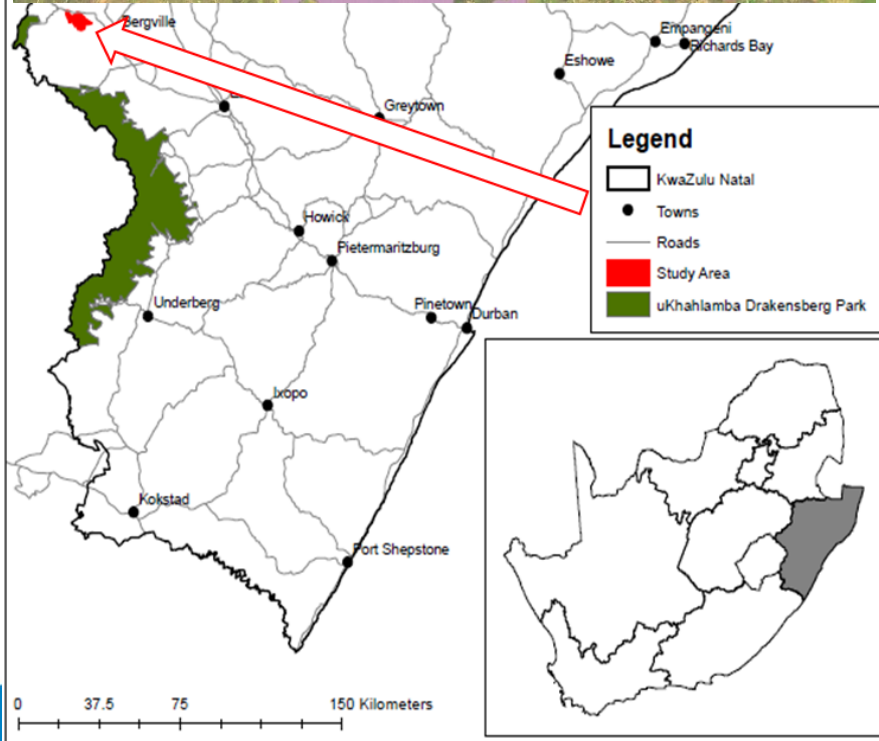 Bergville
Empangeni
Richards Bay
Eshowe
Greytown
Legend
KwaZulu Natal
Towns
Roads
Study Area
uKhahlamba Drakensberg Park
Howick
Pietermaritzburg
Underberg
Pinetown
Durban
Ixopo
Kokstad
Port Shepstone
0 37.5 75 150 Kilometers